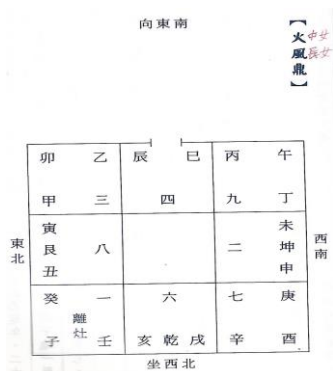 向東南
【火風鼎】
中女
長女
卯 乙 辰 巳 丙 午
甲 三 四 九 丁
東北
寅
艮 八
丑
二
未
坤
申
西南
癸 一 六 七 庚
離灶
子 壬 亥 乾 戌 辛 酉
坐西北